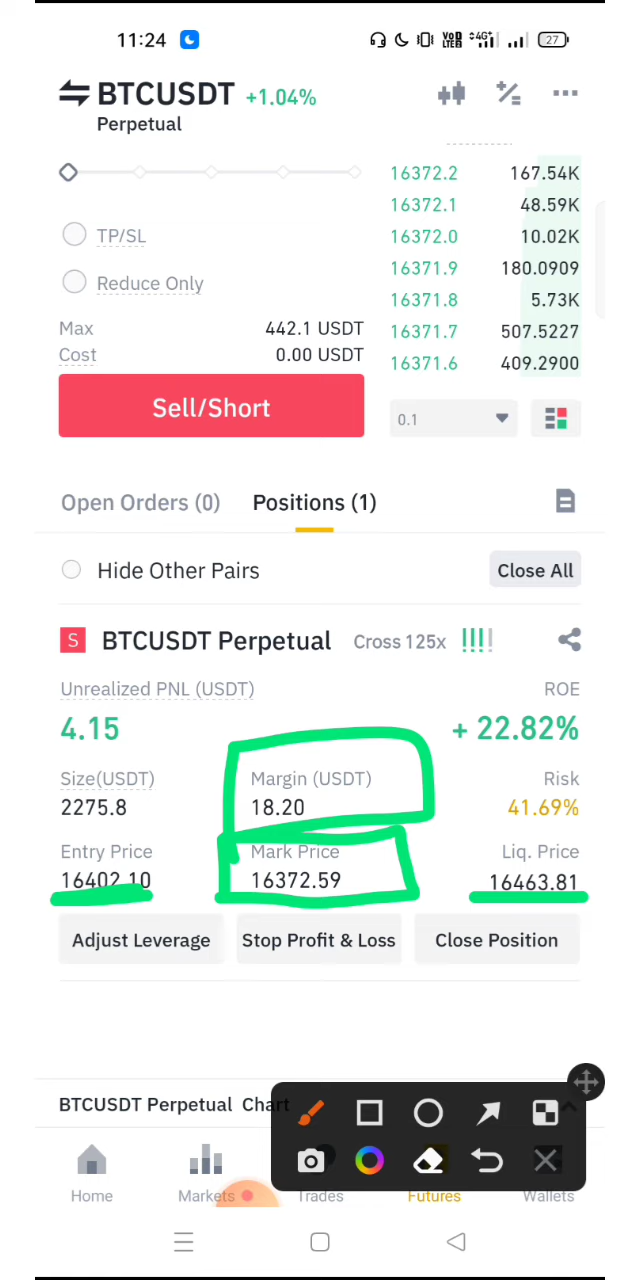 11:24 VoD LTE2 4G 27
BTCUSDT +1.04%
Perpetual
16372.2 167.54K
16372.1 48.59K
TP/SL 16372.0 10.02K
16371.9 180.0909
Reduce Only
16371.8 5.73K
Max 442.1 USDT 16371.7 507.5227
Cost 0.00 USDT 16371.6 409.2900
Sell/Short 0.1
Open Orders (0) Positions (1)
Hide Other Pairs Close All
S BTCUSDT Perpetual Cross 125x !!!!
Unrealized PNL (USDT) ROE
4.15 + 22.82%
Size(USDT) Margin (USDT) Risk
2275.8 18.20 41.69%
Entry Price Mark Price Liq. Price
16402.10 16372.59 16463.81
Adjust Leverage Stop Profit & Loss Close Position
BTCUSDT Perpetual Chart
Home Markets Trades Futures Wallets